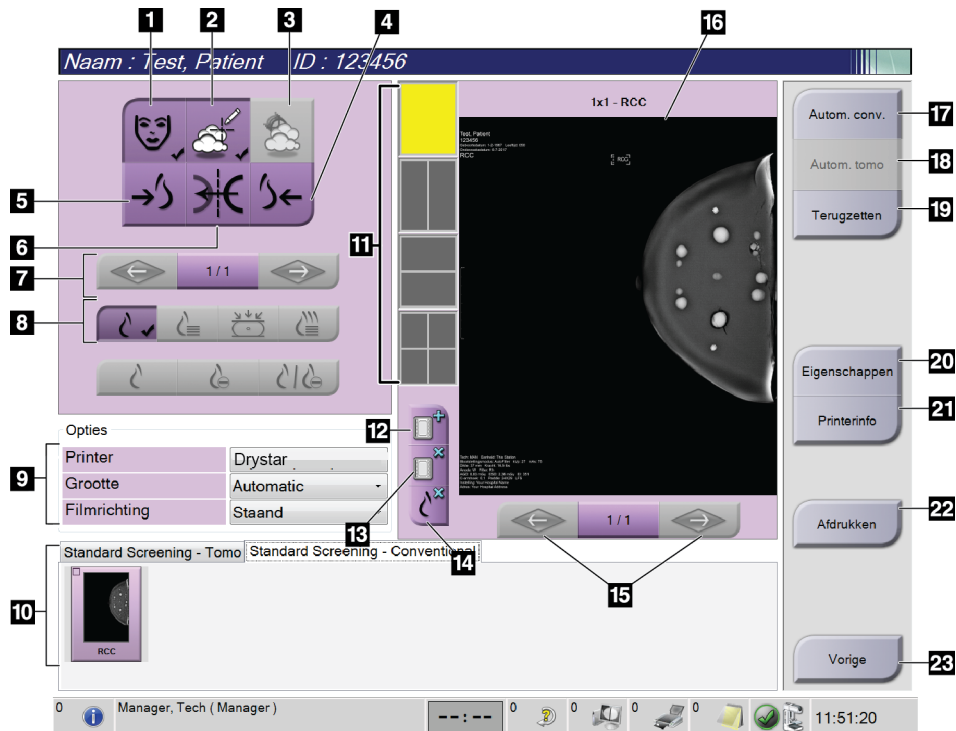 1 2 3 4 16
Naam : Test, Patient ID : 123456
1x1 - RCC
Test, Patient
123456
RCC
RCC
5
6
7
1 / 1
8
11
Opties
9
Printer Drystar
Grootte Automatic
Filmrichting Staand
12
13
14
1 / 1
15
Autom. conv. 17
Autom. tomo 18
Terugzetten 19
Eigenschappen 20
Printerinfo 21
Afdrukken 22
Vorige 23
10
Standard Screening - Tomo Standard Screening - Conventional
RCC
0 Manager, Tech ( Manager ) --:-- 0 0 0 0 11:51:20